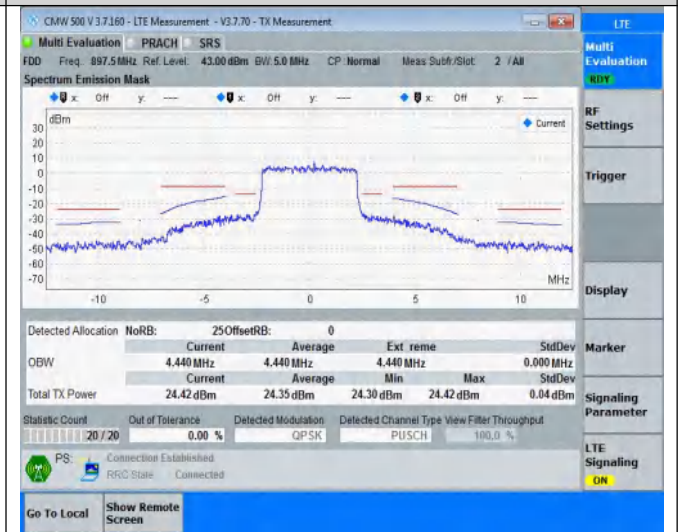 CMW 500 V 3.7.160 - LTE Measurement - V3.7.70 - TX Measurement
LTE
Multi Evaluation PRACH SRS
Multi Evaluation
RDY
FDD Freq: 897.5 MHz Ref. Level: 43.00 dBm BW: 5.0 MHz CP: Normal Meas Subfr./Slot: 2 / All
Spectrum Emission Mask
x: Off y: --- x: Off y: --- x: Off y: ---
RF Settings
dBm
Current
30
20
10
0
-10
-20
-30
-40
-50
-60
-70
MHz
-10 -5 0 5 10
Trigger
Display
Detected Allocation NoRB: 25 OffsetRB: 0
Current Average Extreme StdDev
OBW 4.440 MHz 4.440 MHz 4.440 MHz 0.000 MHz
Marker
Current Average Min Max StdDev
Total TX Power 24.42 dBm 24.35 dBm 24.30 dBm 24.42 dBm 0.04 dBm
Signaling Parameter
Statistic Count Out of Tolerance Detected Modulation Detected Channel Type View Filter Throughput
20 / 20 0.00 % QPSK PUSCH 100.0 %
LTE Signaling
ON
PS: Connection Established
RRC State Connected
Go To Local Show Remote Screen